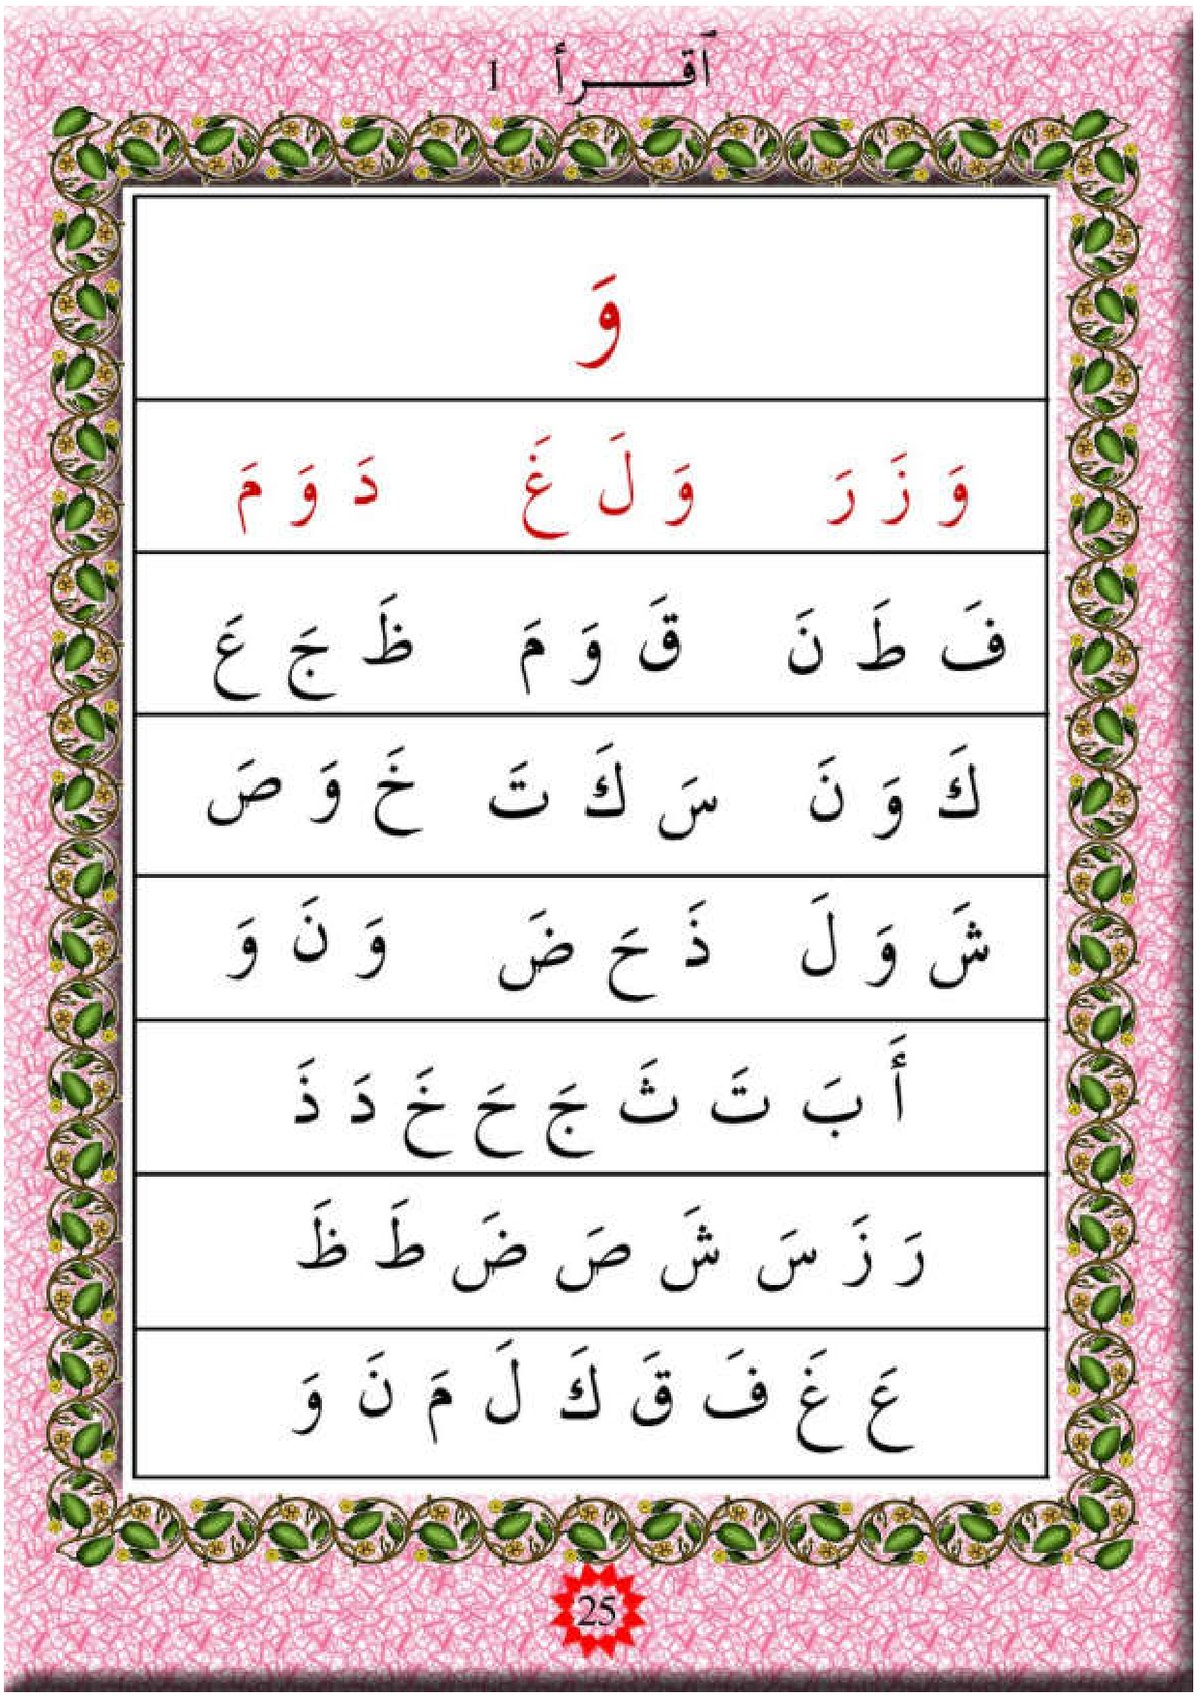 اَقـــرأ 1
وَ
وَ زَ رَ وَ لَ غَ دَ وَ مَ
فَ طَ نَ قَ وَ مَ ظَ جَ عَ
كَ وَ نَ سَ كَ تَ خَ وَ صَ
شَ وَ لَ ذَ حَ ضَ وَ نَ وَ
أَ بَ تَ ثَ جَ حَ خَ دَ ذَ
رَ زَ سَ شَ صَ ضَ طَ ظَ
عَ غَ فَ قَ كَ لَ مَ نَ وَ
25